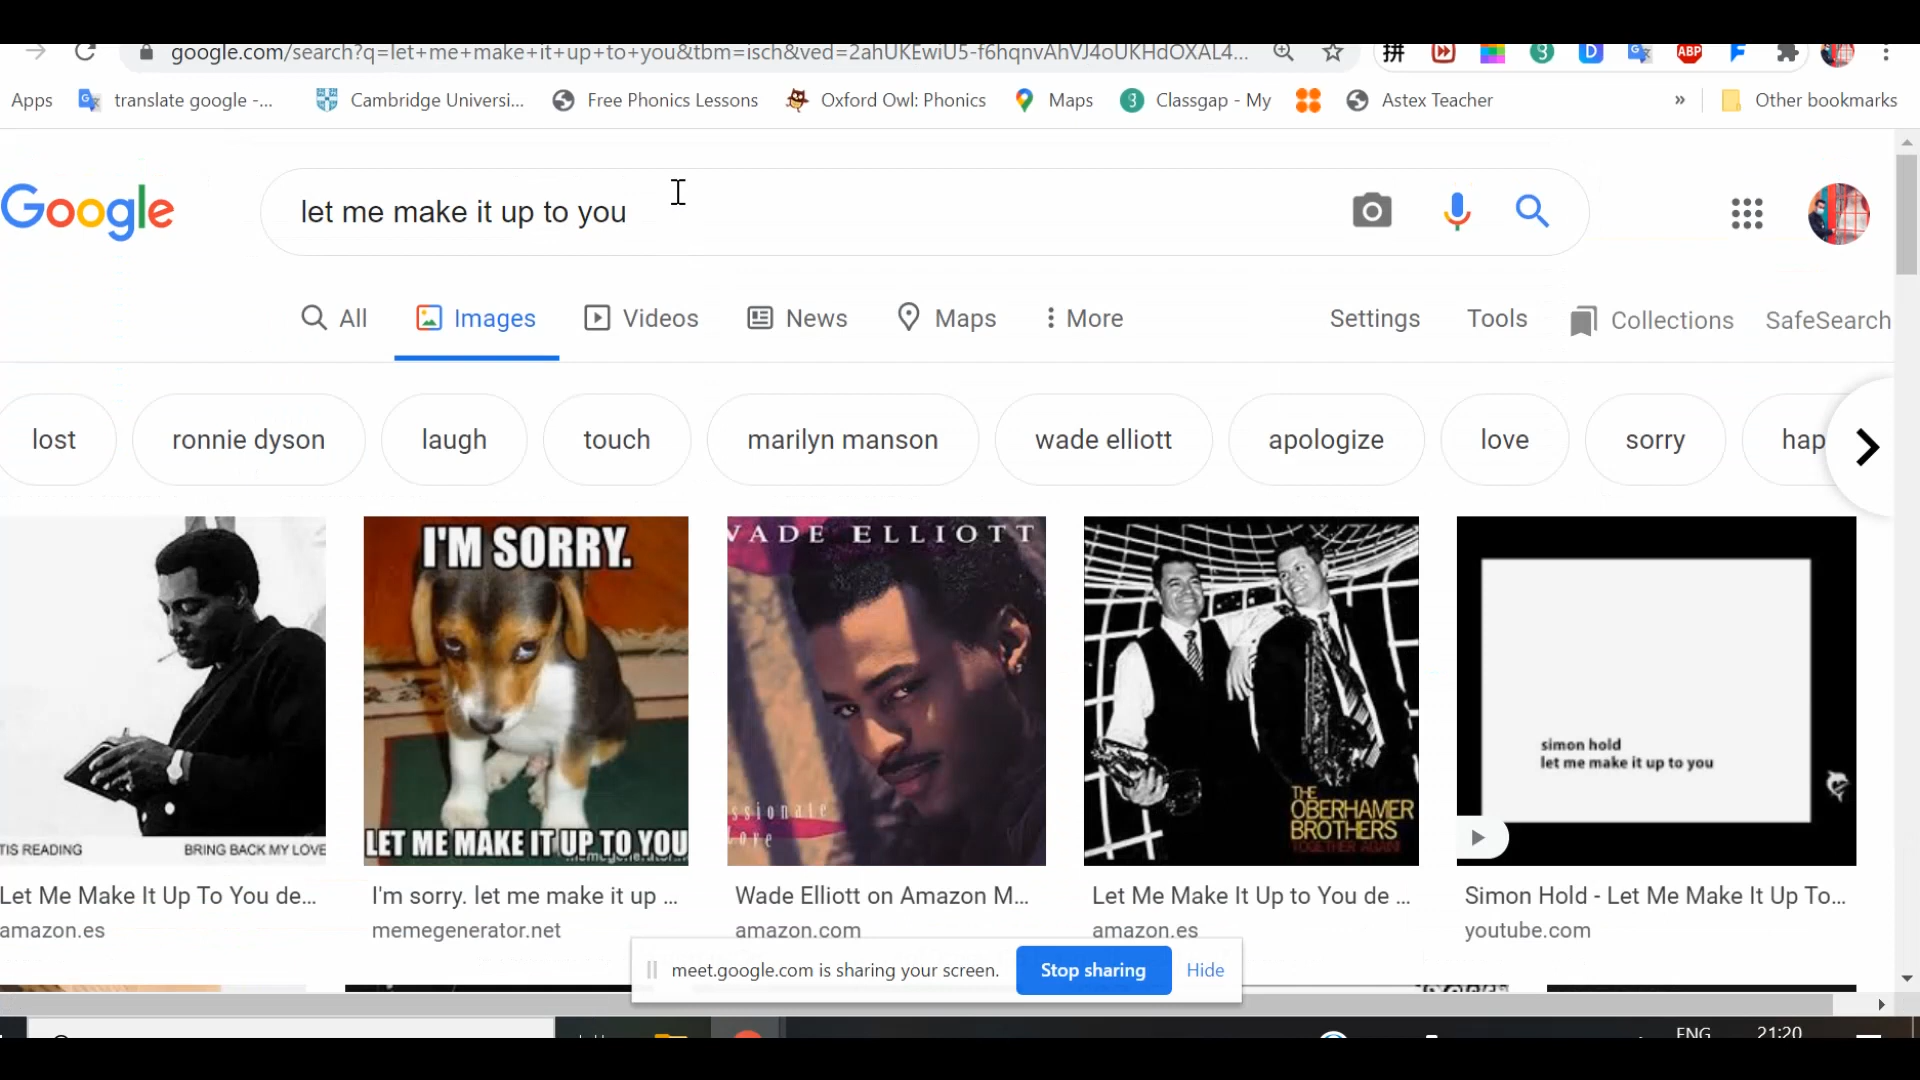 google.com/search?q=let+me+make+it+up+to+you&tbm=isch&ved=2ahUKEwiU5-f6hqnvAhVJ4oUKHdOXAL4...
Apps translate google -... Cambridge Universi... Free Phonics Lessons Oxford Owl: Phonics Maps Classgap - My Astex Teacher » Other bookmarks
Google let me make it up to you
All Images Videos News Maps More Settings Tools Collections SafeSearch
lost ronnie dyson laugh touch marilyn manson wade elliott apologize love sorry hap
I'M SORRY.
LET ME MAKE IT UP TO YOU
WADE ELLIOTT
THE
OBERHAMER
BROTHERS
TOGETHER AGAIN!
simon hold
let me make it up to you
TIS READING BRING BACK MY LOVE
Let Me Make It Up To You de...
amazon.es
I'm sorry. let me make it up ...
memegenerator.net
Wade Elliott on Amazon M...
amazon.com
Let Me Make It Up to You de ...
amazon.es
Simon Hold - Let Me Make It Up To...
youtube.com
meet.google.com is sharing your screen. Stop sharing Hide
ENG 21:20